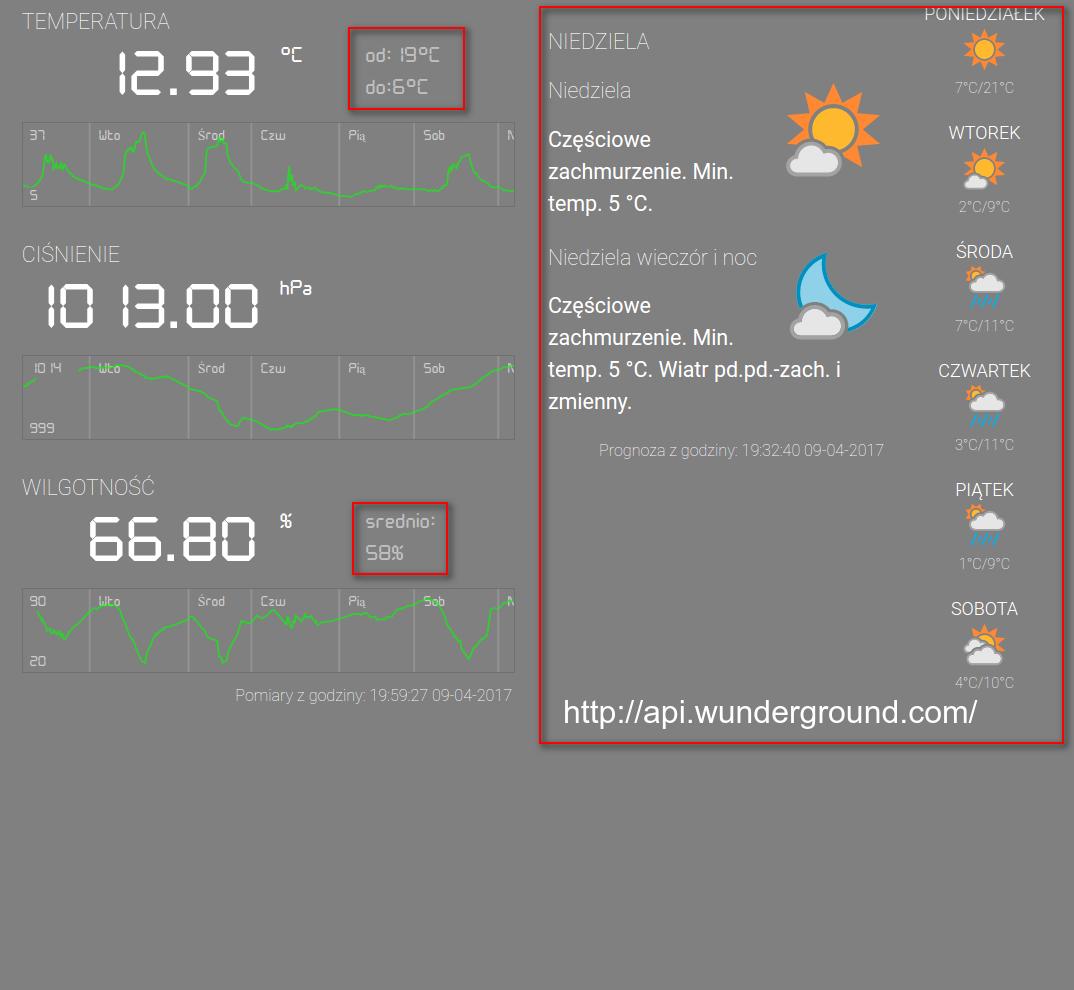 TEMPERATURA
12.93 °C
od: 19°C
do:6°C
37 Wto Środ Czw Pią Sob N
5
CIŚNIENIE
1013.00 hPa
1014 Wto Środ Czw Pią Sob N
999
WILGOTNOŚĆ
66.80 %
srednio:
58%
90 Wto Środ Czw Pią Sob N
20
Pomiary z godziny: 19:59:27 09-04-2017
NIEDZIELA
Niedziela
Częściowe
zachmurzenie. Min.
temp. 5 °C.
Niedziela wieczór i noc
Częściowe
zachmurzenie. Min.
temp. 5 °C. Wiatr pd.pd.-zach. i
zmienny.
Prognoza z godziny: 19:32:40 09-04-2017
PONIEDZIAŁEK
7°C/21°C
WTOREK
2°C/9°C
ŚRODA
7°C/11°C
CZWARTEK
3°C/11°C
PIĄTEK
1°C/9°C
SOBOTA
4°C/10°C
http://api.wunderground.com/